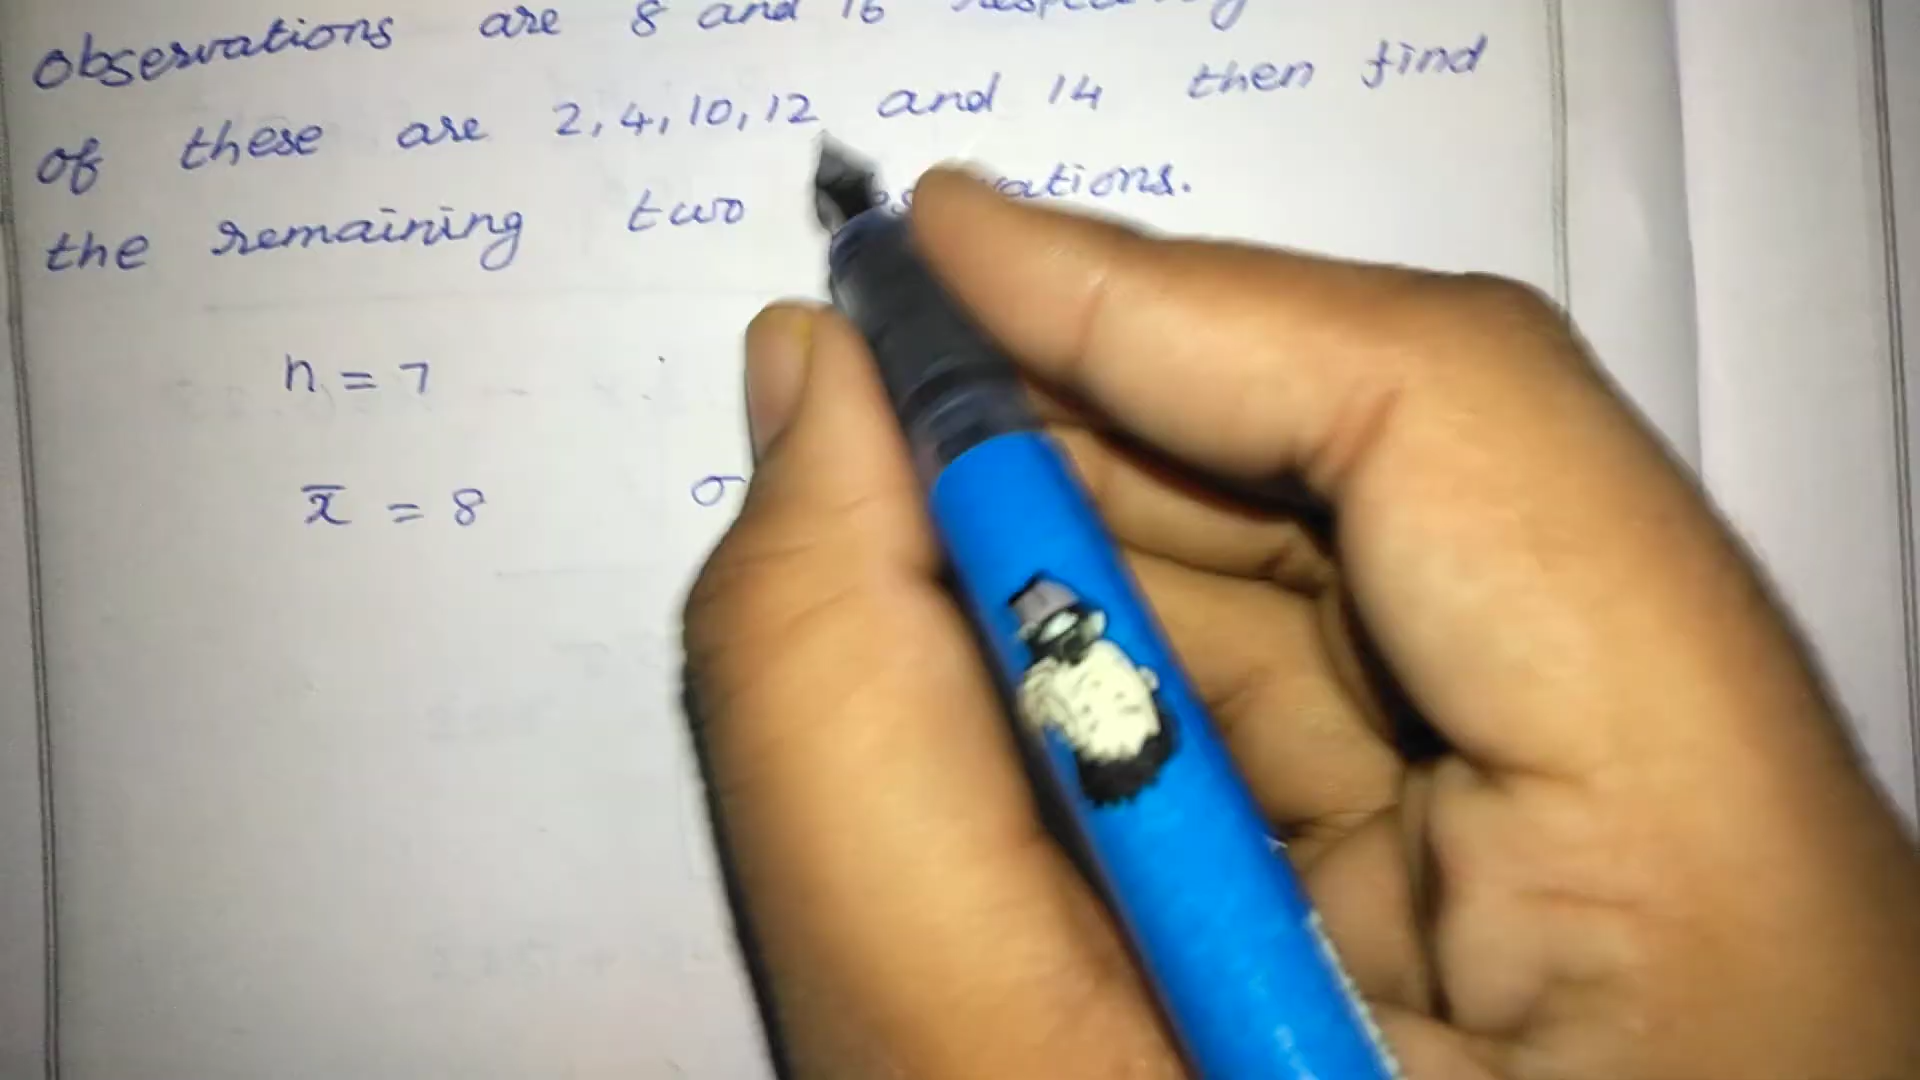 observations are 8 and 16
of these are 2, 4, 10, 12 and 14 then find
the remaining two
n = 7
x̄ = 8 σ